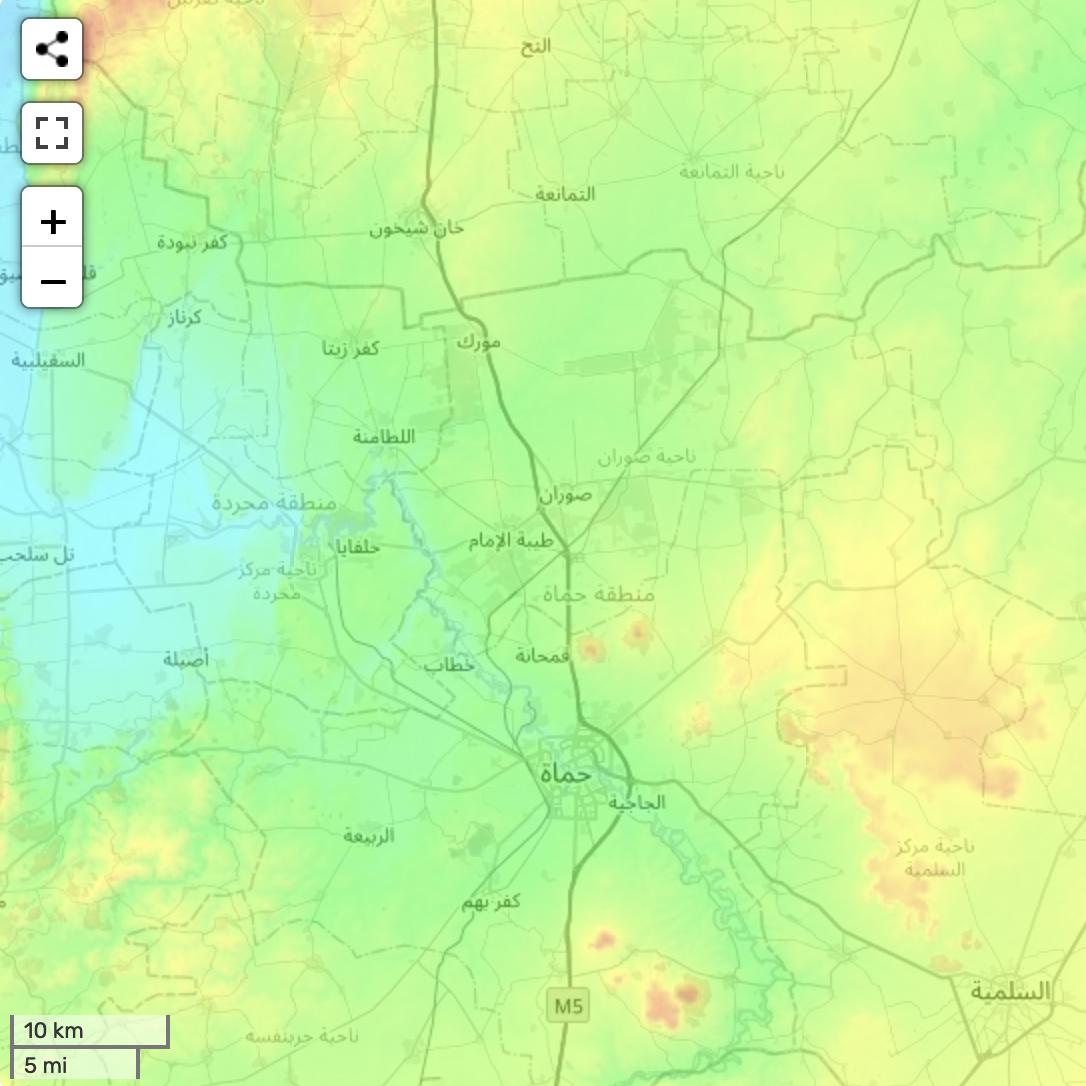 ناحية
التح
ناحية التمانعة
التمانعة
خان شيخون
كفر نبودة
كرناز
السقيلبية
كفر زيتا
مورك
اللطامنة
ناحية صوران
صوران
منطقة محردة
حلفايا
طيبة الإمام
تل سلحب
ناحية مركز
محردة
منطقة حماة
أصيلة
خطاب
قمحانة
حماة
الجاجية
الربيعة
ناحية مركز
السلمية
كفر بهم
السلمية
M5
ناحية حربنفسه
10 km
5 mi